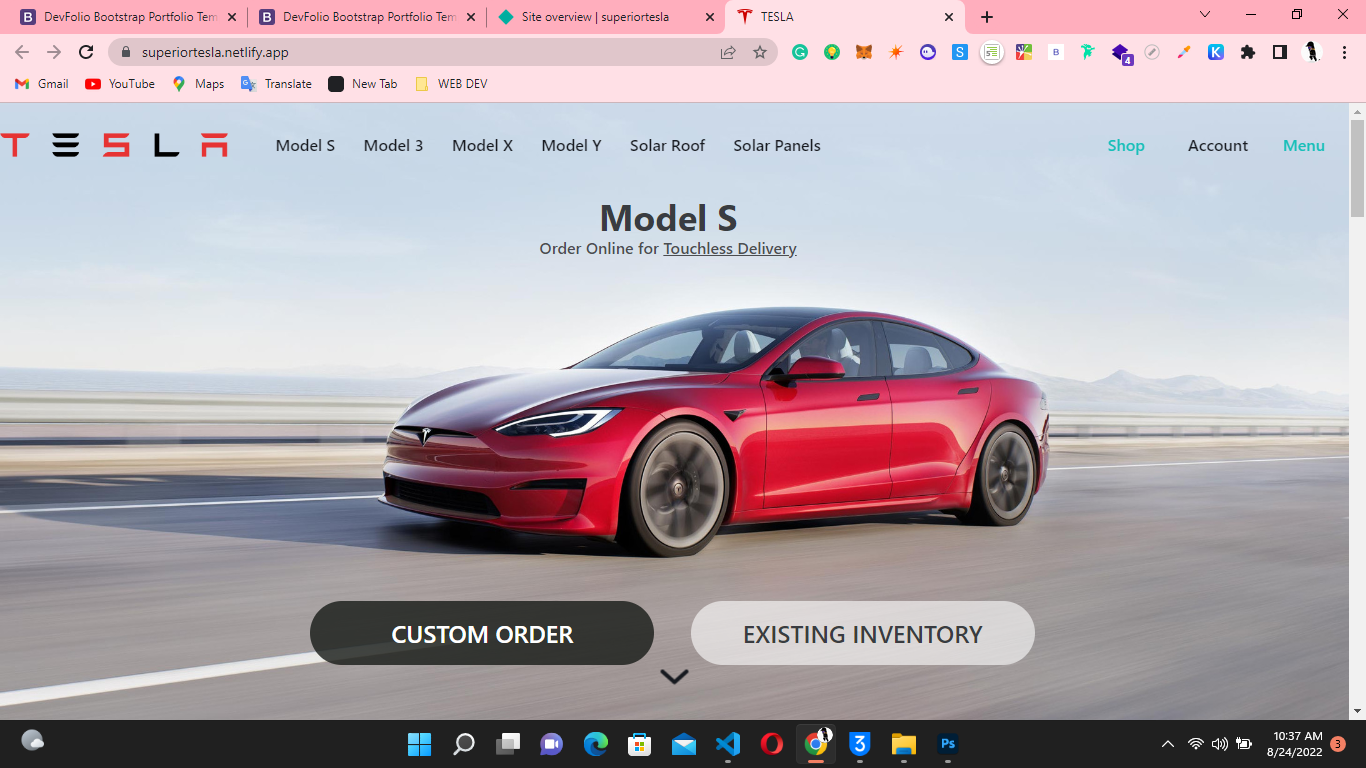 DevFolio Bootstrap Portfolio Tem
DevFolio Bootstrap Portfolio Tem
Site overview | superiortesla
TESLA
superiortesla.netlify.app
4
Gmail
YouTube
Maps
Translate
New Tab
WEB DEV
TESLA
Model S
Model 3
Model X
Model Y
Solar Roof
Solar Panels
Shop
Account
Menu
Model S
Order Online for Touchless Delivery
CUSTOM ORDER
EXISTING INVENTORY
10:37 AM
8/24/2022
3